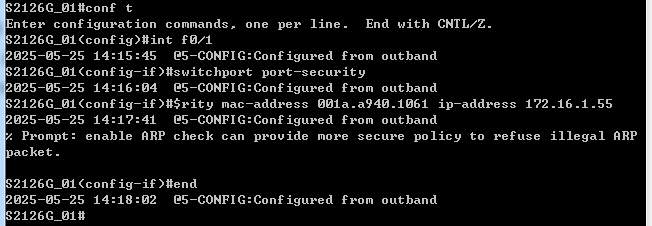 S2126G_01#conf t
Enter configuration commands, one per line.  End with CNTL/Z.
S2126G_01(config)#int f0/1
2025-05-25 14:15:45  @5-CONFIG:Configured from outband
S2126G_01(config-if)#switchport port-security
2025-05-25 14:16:04  @5-CONFIG:Configured from outband
S2126G_01(config-if)#$rity mac-address 001a.a940.1061 ip-address 172.16.1.55
2025-05-25 14:17:41  @5-CONFIG:Configured from outband
% Prompt: enable ARP check can provide more secure policy to refuse illegal ARP
packet.
S2126G_01(config-if)#end
2025-05-25 14:18:02  @5-CONFIG:Configured from outband
S2126G_01#